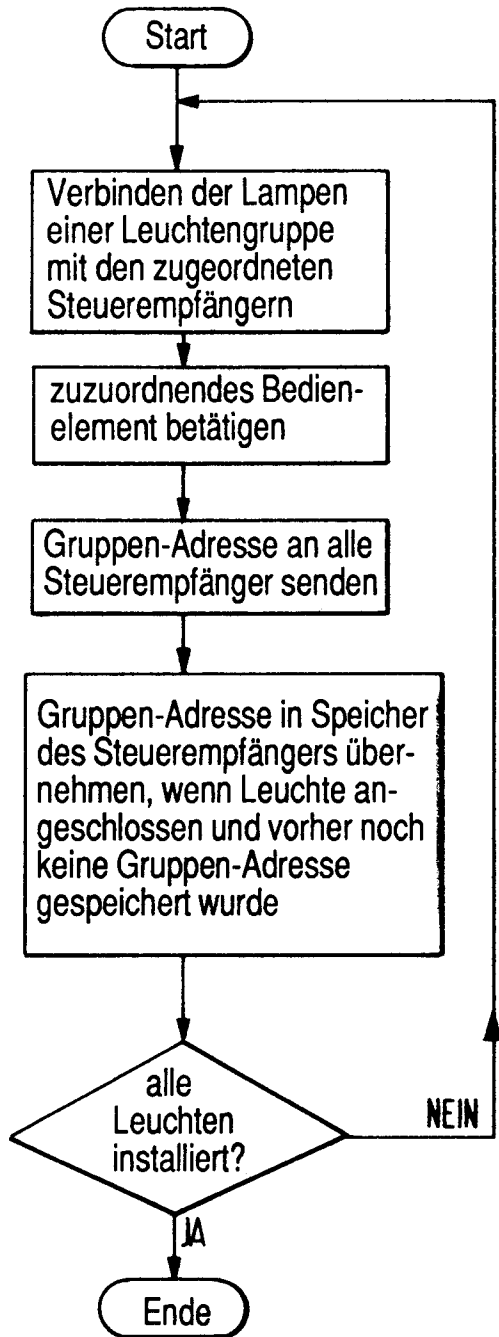 Start
Verbinden der Lampen
einer Leuchtengruppe
mit den zugeordneten
Steuerempfängern
zuzuordnendes Bedien-
element betätigen
Gruppen-Adresse an alle
Steuerempfänger senden
Gruppen-Adresse in Speicher
des Steuerempfängers über-
nehmen, wenn Leuchte an-
geschlossen und vorher noch
keine Gruppen-Adresse
gespeichert wurde
alle
Leuchten
installiert?
NEIN
JA
Ende